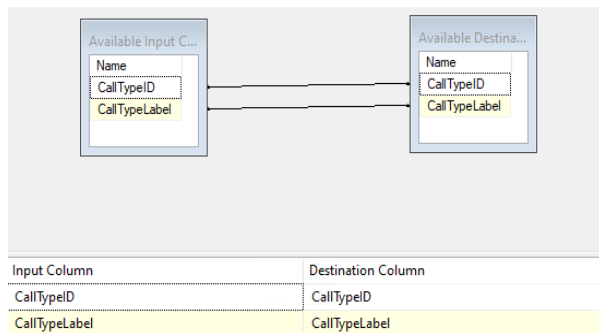 Available Input C...
Name
CallTypeID
CallTypeLabel
Available Destina...
Name
CallTypeID
CallTypeLabel
Input Column Destination Column
CallTypeID CallTypeID
CallTypeLabel CallTypeLabel